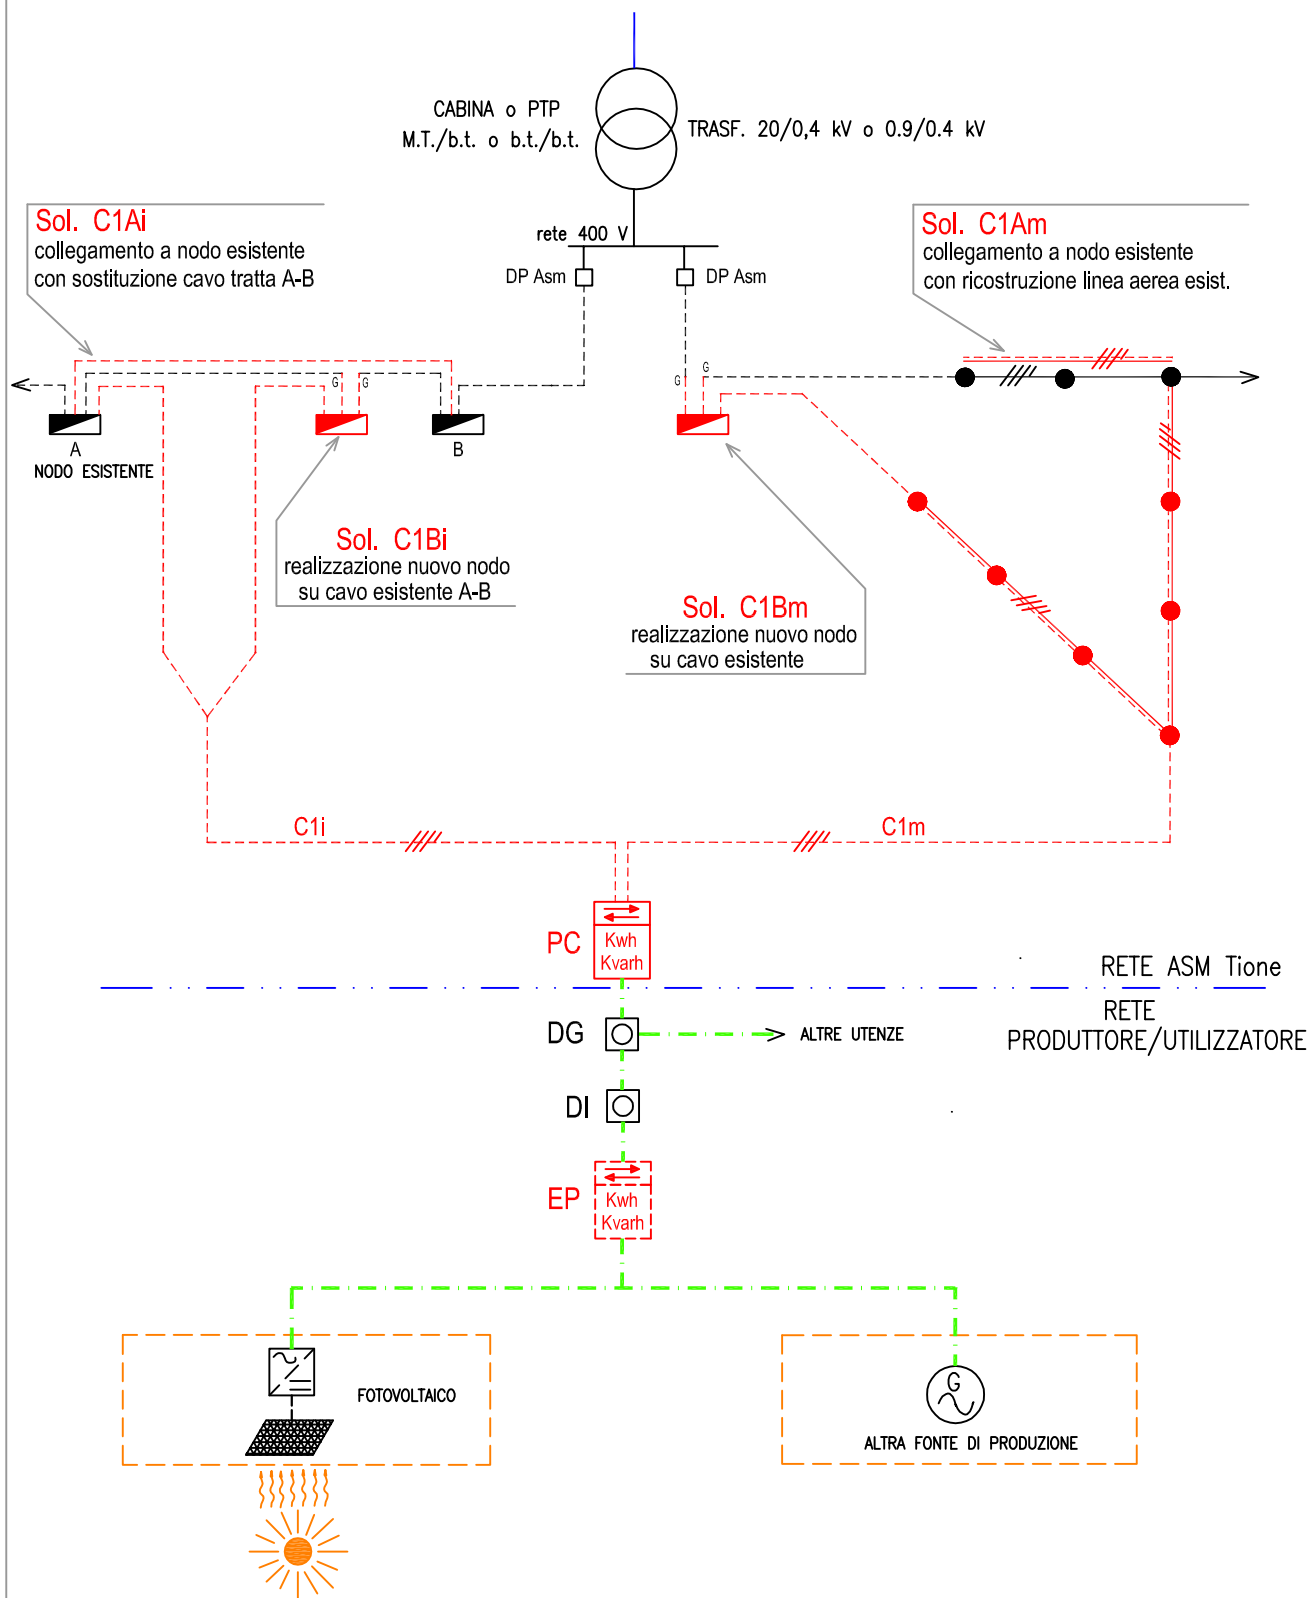 CABINA o PTP
M.T./b.t. o b.t./b.t.
TRASF. 20/0,4 kV o 0.9/0.4 kV
rete 400 V
DP Asm
DP Asm
Sol. C1Ai
collegamento a nodo esistente
con sostituzione cavo tratta A-B
Sol. C1Am
collegamento a nodo esistente
con ricostruzione linea aerea esist.
G
G
G
G
A
NODO ESISTENTE
B
Sol. C1Bi
realizzazione nuovo nodo
su cavo esistente A-B
Sol. C1Bm
realizzazione nuovo nodo
su cavo esistente
C1i
C1m
PC
Kwh
Kvarh
RETE ASM Tione
RETE
PRODUTTORE/UTILIZZATORE
DG
ALTRE UTENZE
DI
EP
Kwh
Kvarh
FOTOVOLTAICO
G
ALTRA FONTE DI PRODUZIONE